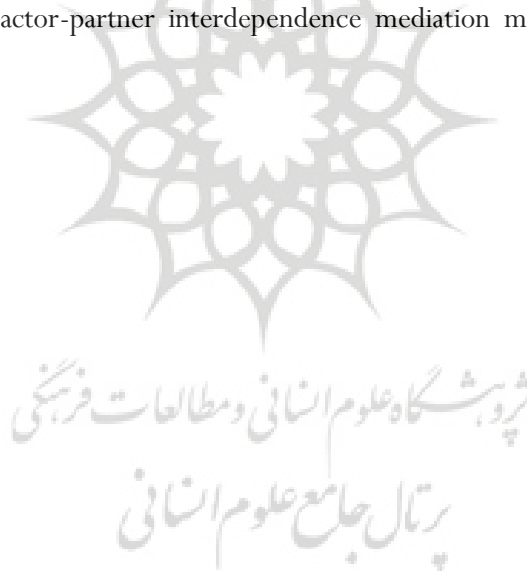 actor-partner interdependence mediation m
پژوهشگاه علوم انسانی و مطالعات فرهنگی
پرتال جامع علوم انسانی